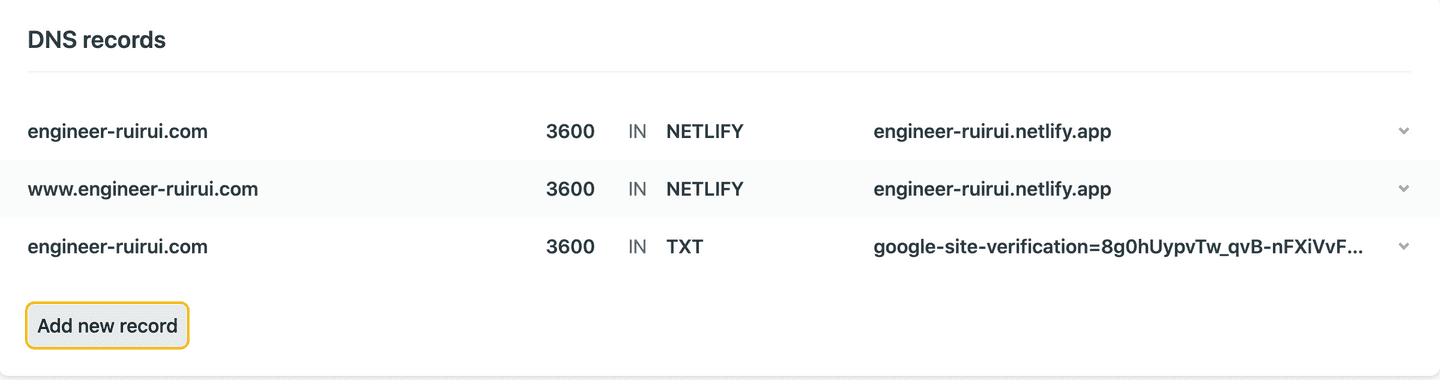 DNS records
engineer-ruirui.com 3600 IN NETLIFY engineer-ruirui.netlify.app
www.engineer-ruirui.com 3600 IN NETLIFY engineer-ruirui.netlify.app
engineer-ruirui.com 3600 IN TXT google-site-verification=8g0hUypvTw_qvB-nFXiVvF...
Add new record